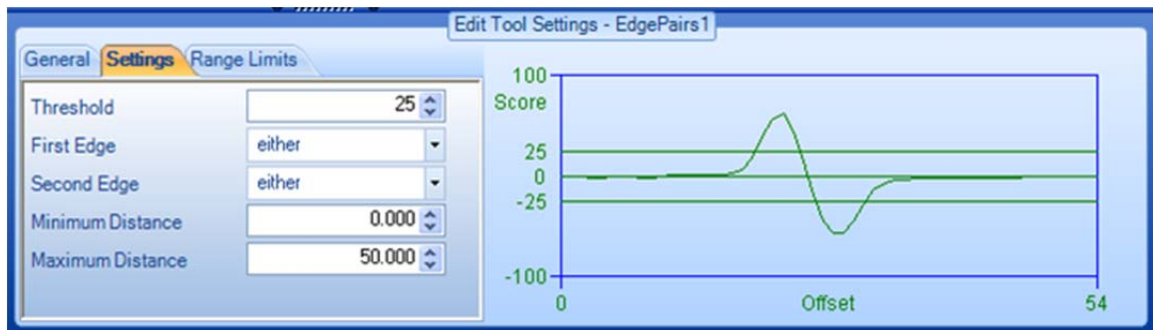 Edit Tool Settings - EdgePairs1
General Settings Range Limits
Threshold 25
First Edge either
Second Edge either
Minimum Distance 0.000
Maximum Distance 50.000
100
Score
25
0
-25
-100
0 Offset 54